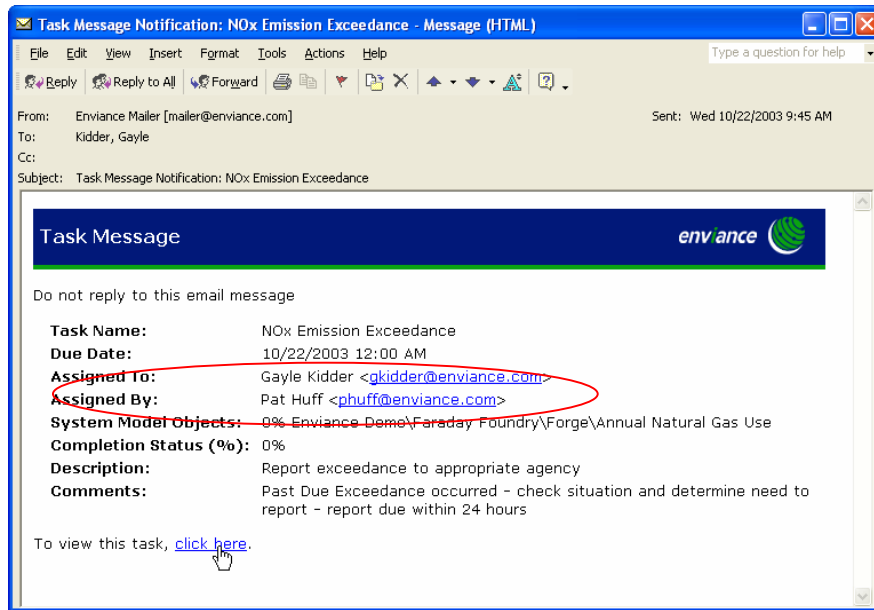 Task Message Notification: NOx Emission Exceedance - Message (HTML)
File Edit View Insert Format Tools Actions Help Type a question for help
Reply Reply to All Forward
From: Enviance Mailer [mailer@enviance.com] Sent: Wed 10/22/2003 9:45 AM
To: Kidder, Gayle
Cc:
Subject: Task Message Notification: NOx Emission Exceedance
Task Message enviance
Do not reply to this email message
Task Name: NOx Emission Exceedance
Due Date: 10/22/2003 12:00 AM
Assigned To: Gayle Kidder <gkidder@enviance.com>
Assigned By: Pat Huff <phuff@enviance.com>
System Model Objects: 0% Enviance Demo\Faraday Foundry\Forge\Annual Natural Gas Use
Completion Status (%): 0%
Description: Report exceedance to appropriate agency
Comments: Past Due Exceedance occurred - check situation and determine need to
report - report due within 24 hours
To view this task, click here.